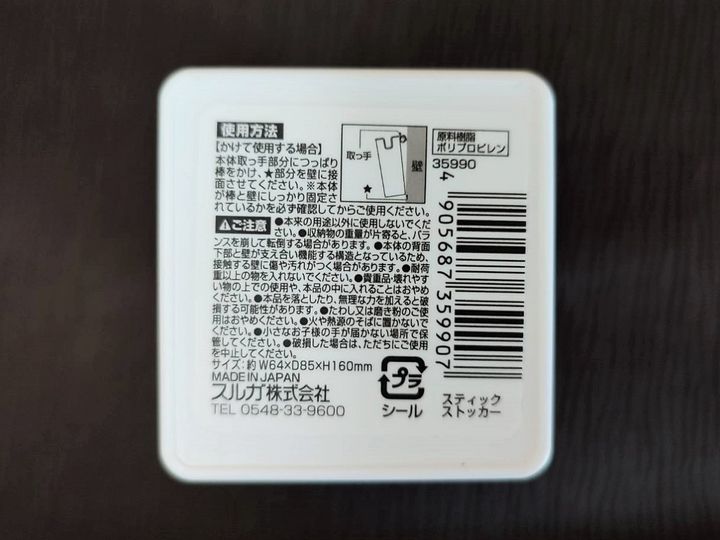 使用方法
【かけて使用する場合】
本体取っ手部分につっぱり
棒をかけ、★部分を壁に接
面させてください。※本体
が棒と壁にしっかり固定さ
れているかを必ず確認してからご使用ください。
取っ手
壁
★
原料樹脂
ポリプロピレン
35990
⚠ご注意 ●本来の用途以外に使用しないでくだ
さい。●収納物の重量が片寄ると、バラ
ンスを崩して転倒する場合があります。●本体の背面
下部と壁が支え合い機能する構造となっているため、
接触する壁に傷や汚れがつく場合があります。●耐荷
重以上の物を入れないでください。●貴重品・壊れやす
い物の上での使用や、本品の中に入れることはおやめ
ください。●本品を落としたり、無理な力を加えると破
損する可能性があります。●たわし又は磨き粉のご使
用はおやめください。●火や熱源のそばに置かないで
ください。●小さなお子様の手が届かない場所で保
管してください。●破損した場合は、ただちにご使用
を中止してください。
サイズ:約W64×D85×H160mm
MADE IN JAPAN
スルガ株式会社
TEL 0548-33-9600
プラ
シール
4 905687 359907
スティック
ストッカー